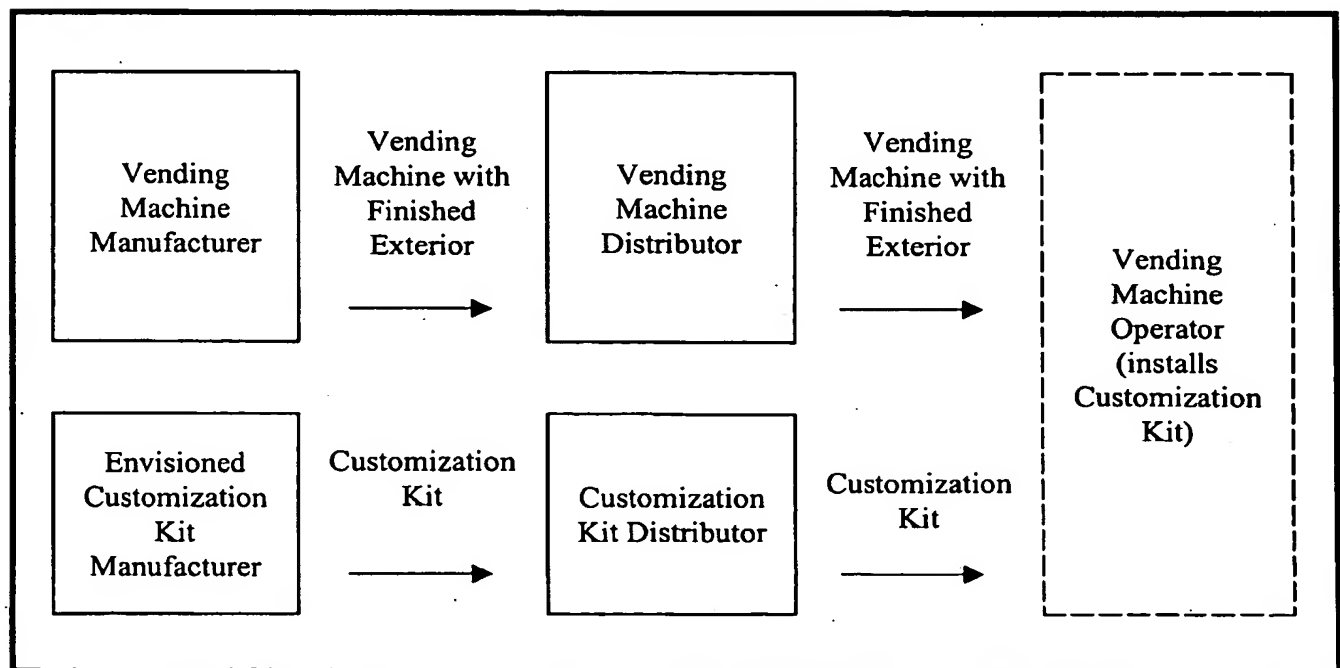 Vending
Machine
Manufacturer
Vending
Machine with
Finished
Exterior
Vending
Machine
Distributor
Vending
Machine with
Finished
Exterior
Vending
Machine
Operator
(installs
Customization
Kit)
Envisioned
Customization
Kit
Manufacturer
Customization
Kit
Customization
Kit Distributor
Customization
Kit